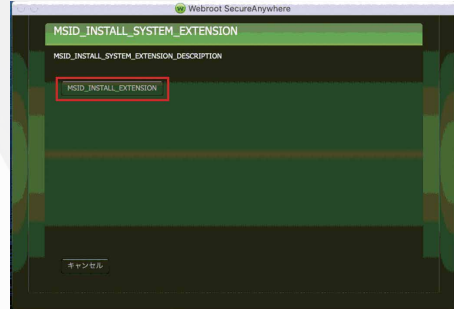 Webroot SecureAnywhere
MSID_INSTALL_SYSTEM_EXTENSION
MSID_INSTALL_SYSTEM_EXTENSION_DESCRIPTION
MSID_INSTALL_EXTENSION
キャンセル